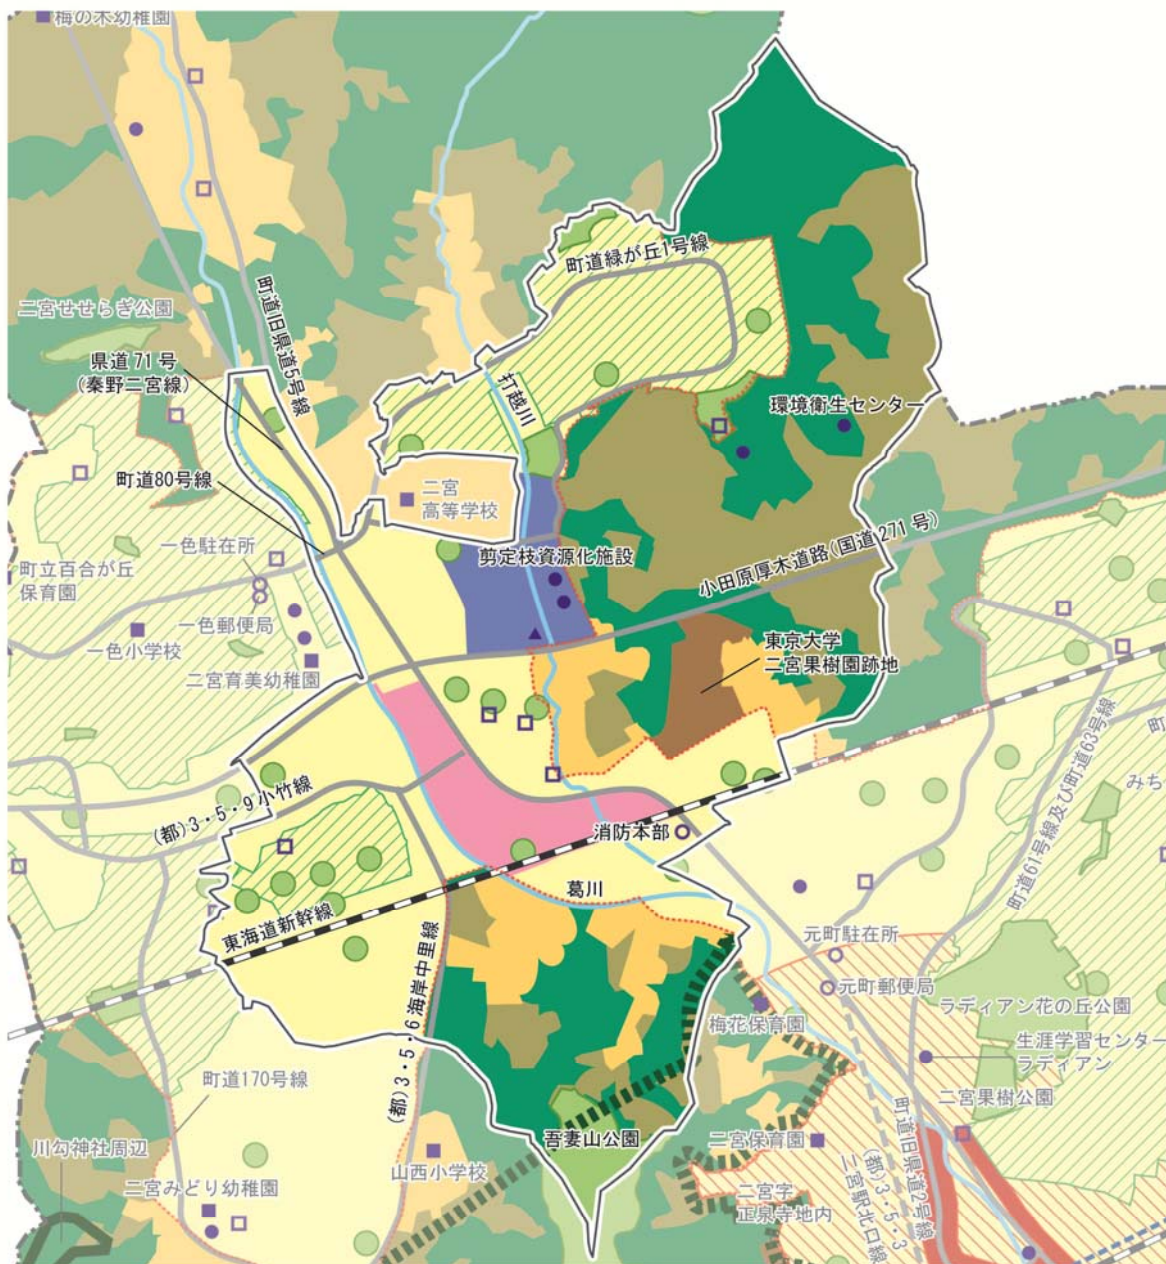 梅の木幼稚園
町道緑が丘1号線
二宮せせらぎ公園
町道旧県道5号線
県道71号
(秦野二宮線)
打越川
環境衛生センター
町道80号線
二宮
高等学校
一色駐在所
剪定枝資源化施設
小田原厚木道路(国道271号)
町立百合が丘
保育園
一色郵便局
一色小学校
二宮育美幼稚園
東京大学
二宮果樹園跡地
町道61号線及び町道63号線
町
みち
(都)3・5・9小竹線
消防本部
葛川
東海道新幹線
(都)3・5・6海岸中里線
元町駐在所
元町郵便局
梅花保育園
ラディアン花の丘公園
生涯学習センター
ラディアン
町道170号線
二宮果樹公園
川勾神社周辺
山西小学校
吾妻山公園
二宮保育園
二宮みどり幼稚園
二宮字
正泉寺地内
(都)3・5・3
二宮駅北口線
町道旧県道2号線